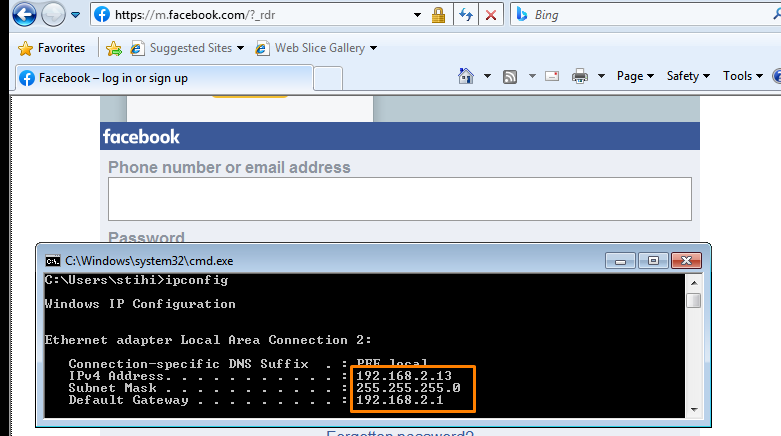 https://m.facebook.com/?_rdr
Bing
Favorites
Suggested Sites
Web Slice Gallery
Facebook – log in or sign up
Page
Safety
Tools
facebook
Phone number or email address
Password
C:\Windows\system32\cmd.exe
C:\Users\stihi>ipconfig
Windows IP Configuration
Ethernet adapter Local Area Connection 2:
Connection-specific DNS Suffix . : PFE.local
IPv4 Address. . . . . . . . . . . : 192.168.2.13
Subnet Mask . . . . . . . . . . . : 255.255.255.0
Default Gateway . . . . . . . . . : 192.168.2.1
Forgotten password?